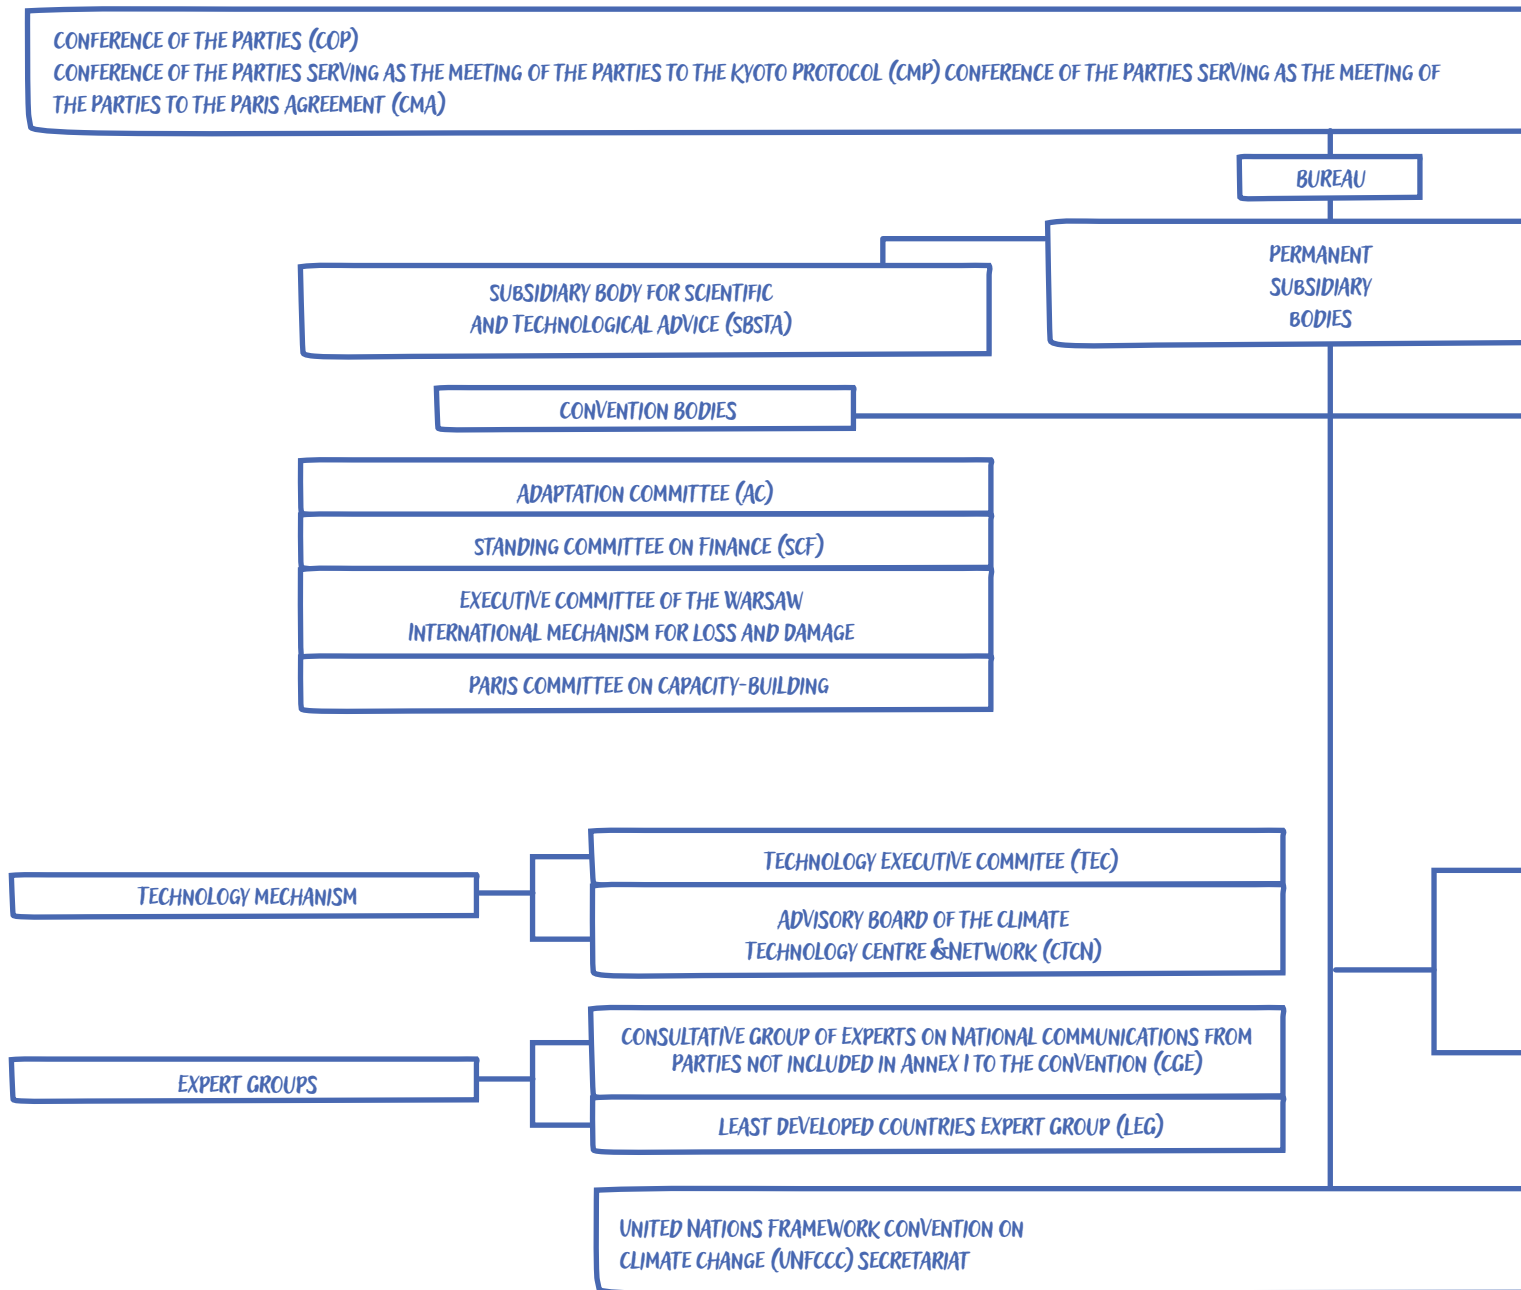 CONFERENCE OF THE PARTIES (COP)
CONFERENCE OF THE PARTIES SERVING AS THE MEETING OF THE PARTIES TO THE KYOTO PROTOCOL (CMP) CONFERENCE OF THE PARTIES SERVING AS THE MEETING OF
THE PARTIES TO THE PARIS AGREEMENT (CMA)
BUREAU
PERMANENT
SUBSIDIARY
BODIES
SUBSIDIARY BODY FOR SCIENTIFIC
AND TECHNOLOGICAL ADVICE (SBSTA)
CONVENTION BODIES
ADAPTATION COMMITTEE (AC)
STANDING COMMITTEE ON FINANCE (SCF)
EXECUTIVE COMMITTEE OF THE WARSAW
INTERNATIONAL MECHANISM FOR LOSS AND DAMAGE
PARIS COMMITTEE ON CAPACITY-BUILDING
TECHNOLOGY MECHANISM
TECHNOLOGY EXECUTIVE COMMITEE (TEC)
ADVISORY BOARD OF THE CLIMATE
TECHNOLOGY CENTRE &NETWORK (CTCN)
EXPERT GROUPS
CONSULTATIVE GROUP OF EXPERTS ON NATIONAL COMMUNICATIONS FROM
PARTIES NOT INCLUDED IN ANNEX I TO THE CONVENTION (CGE)
LEAST DEVELOPED COUNTRIES EXPERT GROUP (LEG)
UNITED NATIONS FRAMEWORK CONVENTION ON
CLIMATE CHANGE (UNFCCC) SECRETARIAT